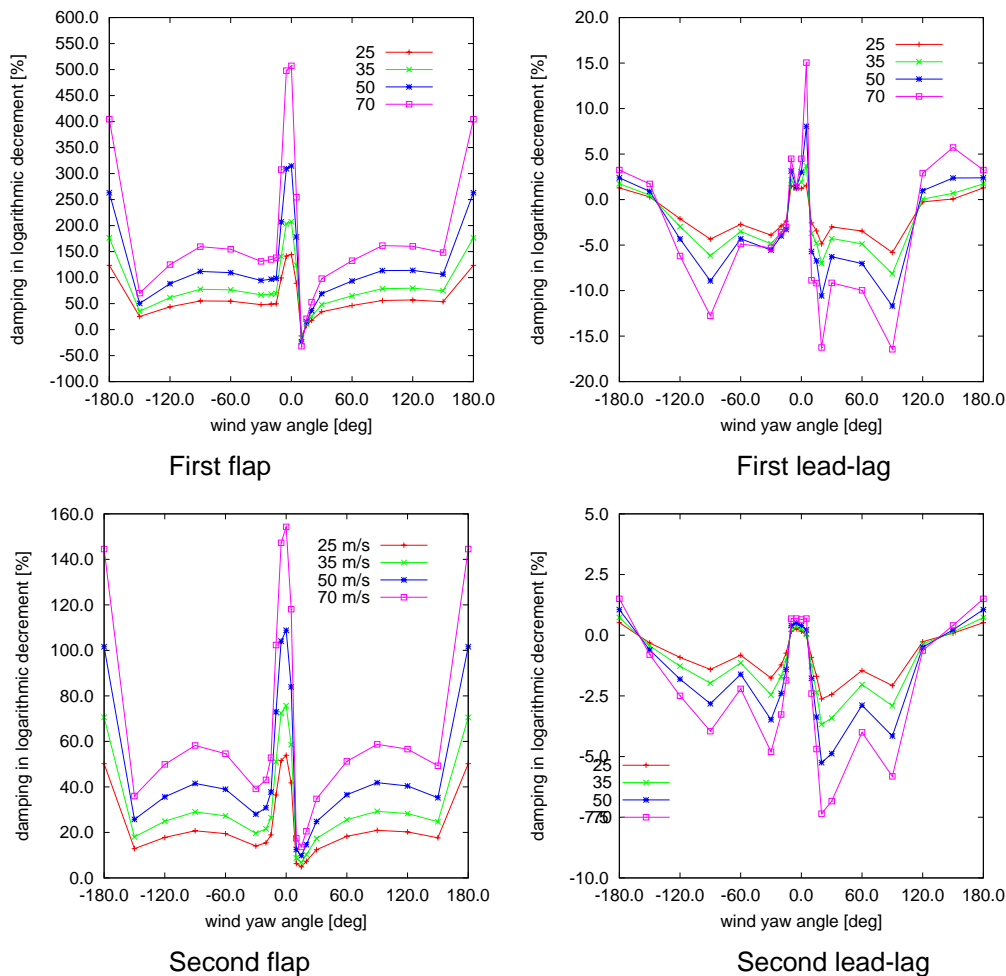 damping in logarithmic decrement [%]
600.0
550.0
500.0
450.0
400.0
350.0
300.0
250.0
200.0
150.0
100.0
50.0
0.0
-50.0
-100.0
25
35
50
70
-180.0 -120.0 -60.0 0.0 60.0 120.0 180.0
wind yaw angle [deg]
First flap
damping in logarithmic decrement [%]
20.0
15.0
10.0
5.0
0.0
-5.0
-10.0
-15.0
-20.0
25
35
50
70
-180.0 -120.0 -60.0 0.0 60.0 120.0 180.0
wind yaw angle [deg]
First lead-lag
damping in logarithmic decrement [%]
160.0
140.0
120.0
100.0
80.0
60.0
40.0
20.0
0.0
25 m/s
35 m/s
50 m/s
70 m/s
-180.0 -120.0 -60.0 0.0 60.0 120.0 180.0
wind yaw angle [deg]
Second flap
damping in logarithmic decrement [%]
5.0
2.5
0.0
-2.5
-5.0
-7.5
-10.0
25
35
50
70
-180.0 -120.0 -60.0 0.0 60.0 120.0 180.0
wind yaw angle [deg]
Second lead-lag